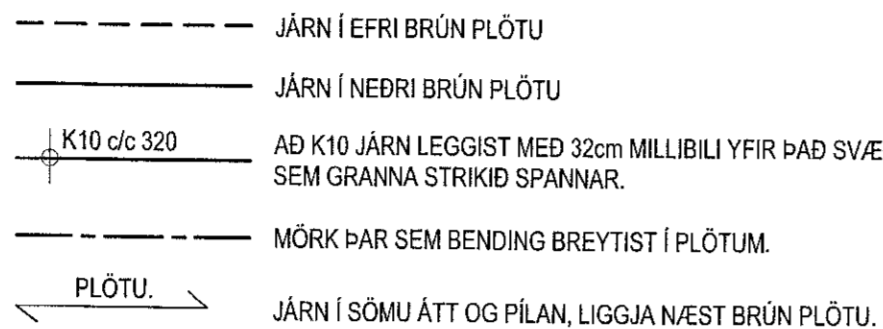 JÁRN Í EFRI BRÚN PLÖTU
JÁRN Í NEÐRI BRÚN PLÖTU
K10 c/c 320
AÐ K10 JÁRN LEGGIST MEÐ 32cm MILLIBILI YFIR ÞAÐ SVÆ
SEM GRANNA STRIKIÐ SPANNAR.
MÖRK ÞAR SEM BENDING BREYTIST Í PLÖTUM.
PLÖTU.
JÁRN Í SÖMU ÁTT OG PÍLAN, LIGGJA NÆST BRÚN PLÖTU.